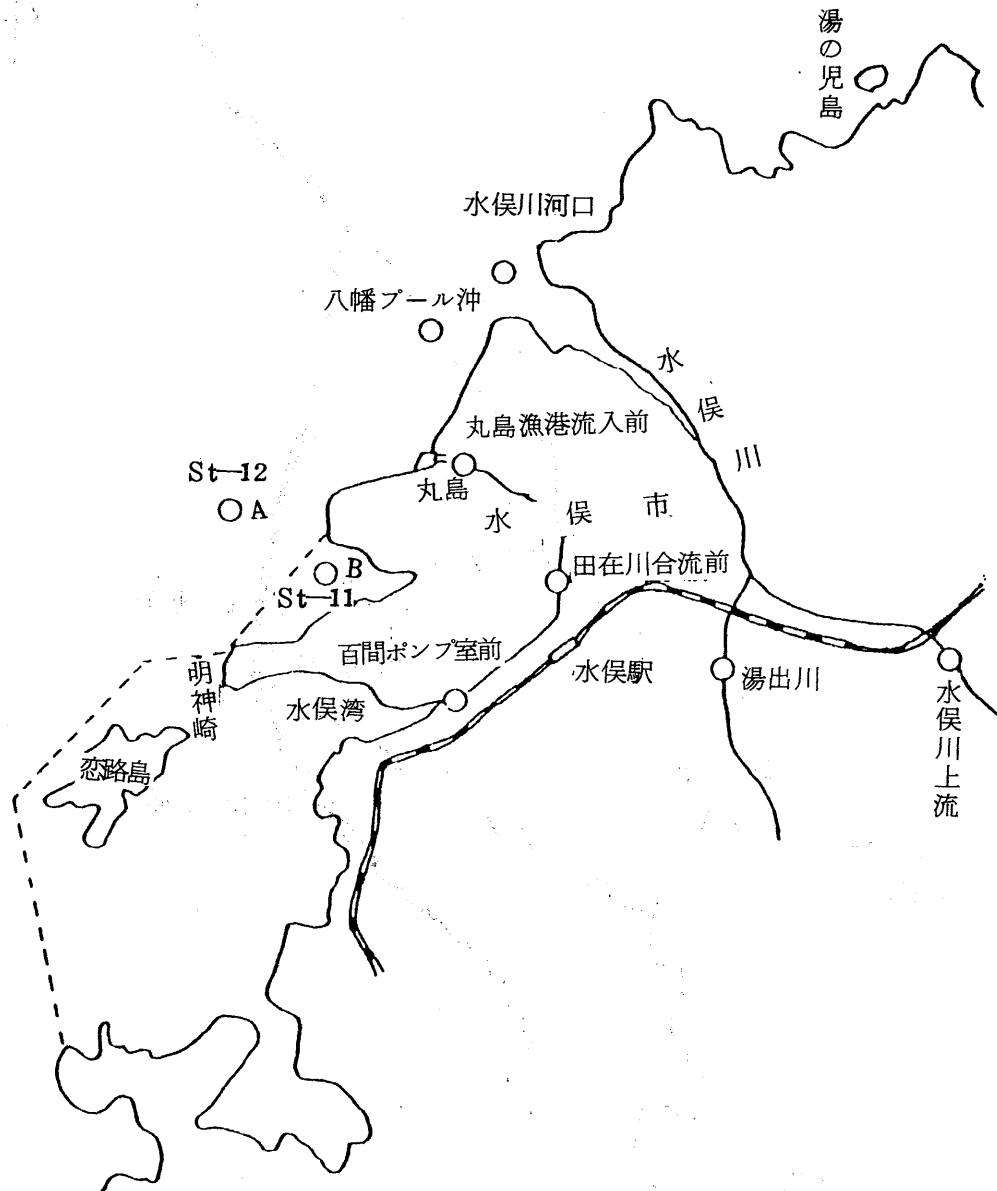 湯の児島
水俣川河口
八幡プール沖
水俣川
丸島漁港流入前
St-12
A
丸島
水俣市
田在川合流前
B
St-11
百間ポンプ室前
水俣駅
湯出川
明神崎
水俣湾
水俣川上流
恋路島